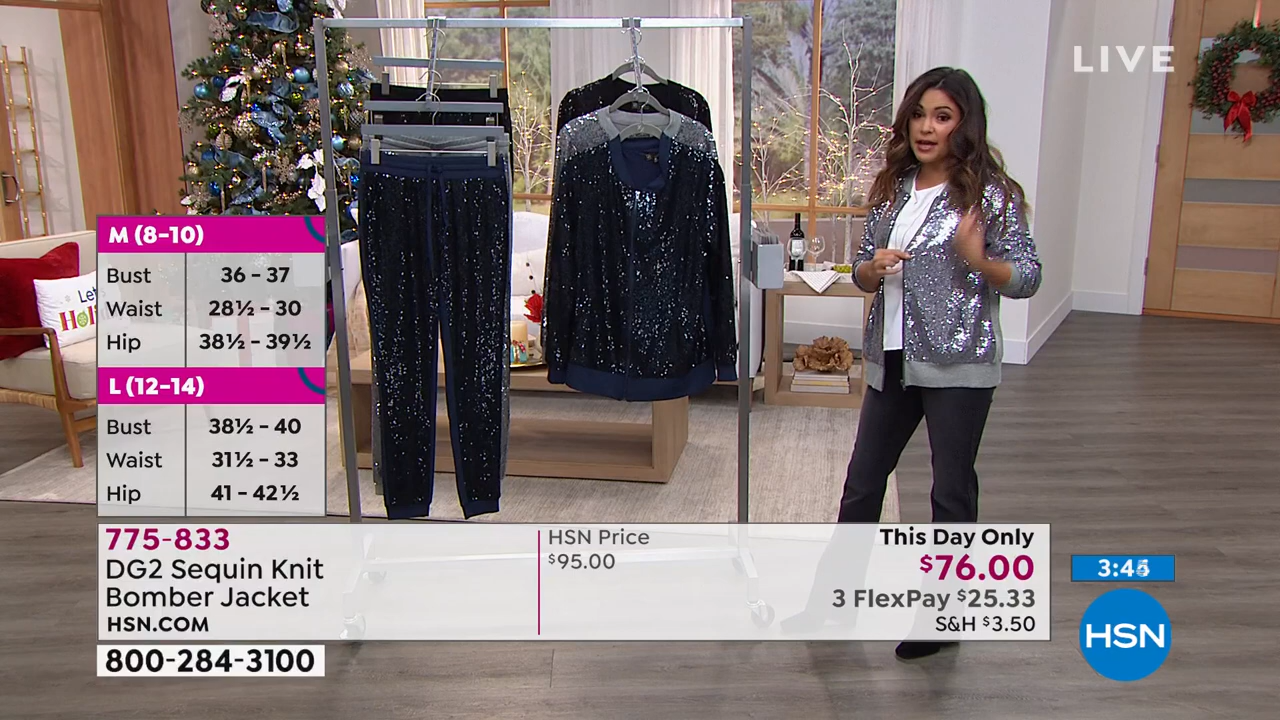 LIVE
M (8-10)
Bust 36 - 37
Waist 28½ - 30
Hip 38½ - 39½
L (12-14)
Bust 38½ - 40
Waist 31½ - 33
Hip 41 - 42½
775-833
DG2 Sequin Knit
Bomber Jacket
HSN.COM
HSN Price
$95.00
This Day Only
$76.00
3 FlexPay $25.33
S&H $3.50
HSN
800-284-3100